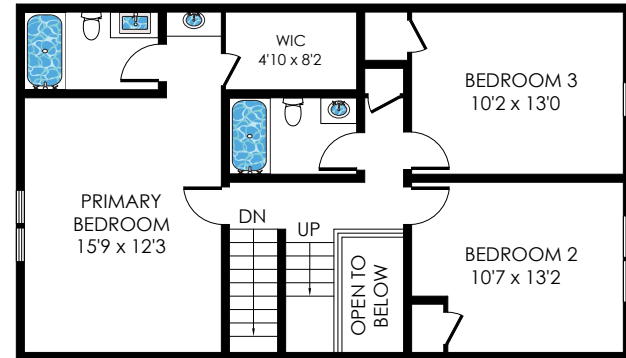 WIC
4'10 x 8'2
BEDROOM 3
10'2 x 13'0
PRIMARY
BEDROOM
15'9 x 12'3
DN
UP
OPEN TO
BELOW
BEDROOM 2
10'7 x 13'2